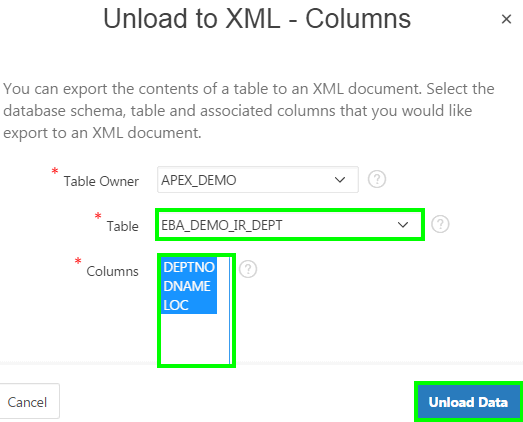 Unload to XML - Columns ×
You can export the contents of a table to an XML document. Select the
database schema, table and associated columns that you would like
export to an XML document.
* Table Owner APEX_DEMO ?
* Table EBA_DEMO_IR_DEPT ?
* Columns DEPTNO ?
DNAME
LOC
Cancel Unload Data